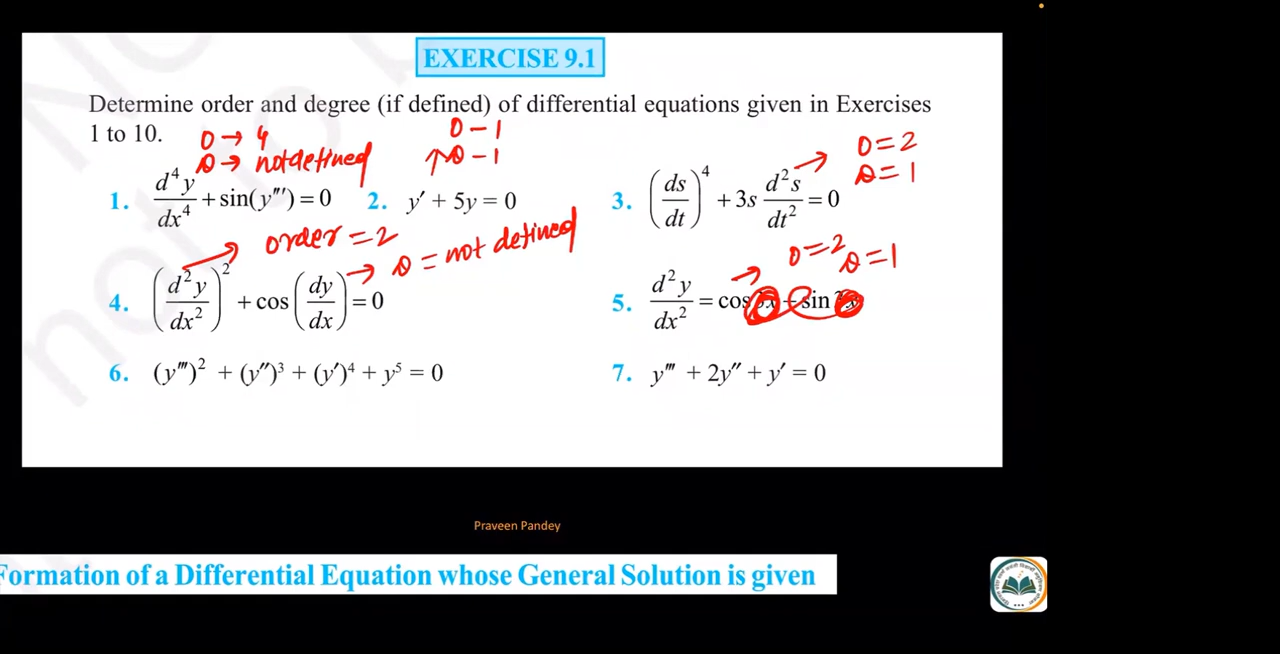 EXERCISE 9.1
Determine order and degree (if defined) of differential equations given in Exercises
1 to 10.
O → 4
D → not defined
O - 1
D - 1
O = 2
D = 1
1. d⁴y/dx⁴ + sin(y‴) = 0
2. y′ + 5y = 0
3. (ds/dt)⁴ + 3s d²s/dt² = 0
order = 2
D = not defined
O = 2
D = 1
4. (d²y/dx²)² + cos(dy/dx) = 0
5. d²y/dx² = cos 3x + sin
6. (y‴)² + (y″)³ + (y′)⁴ + y⁵ = 0
7. y‴ + 2y″ + y′ = 0
Praveen Pandey
Formation of a Differential Equation whose General Solution is given